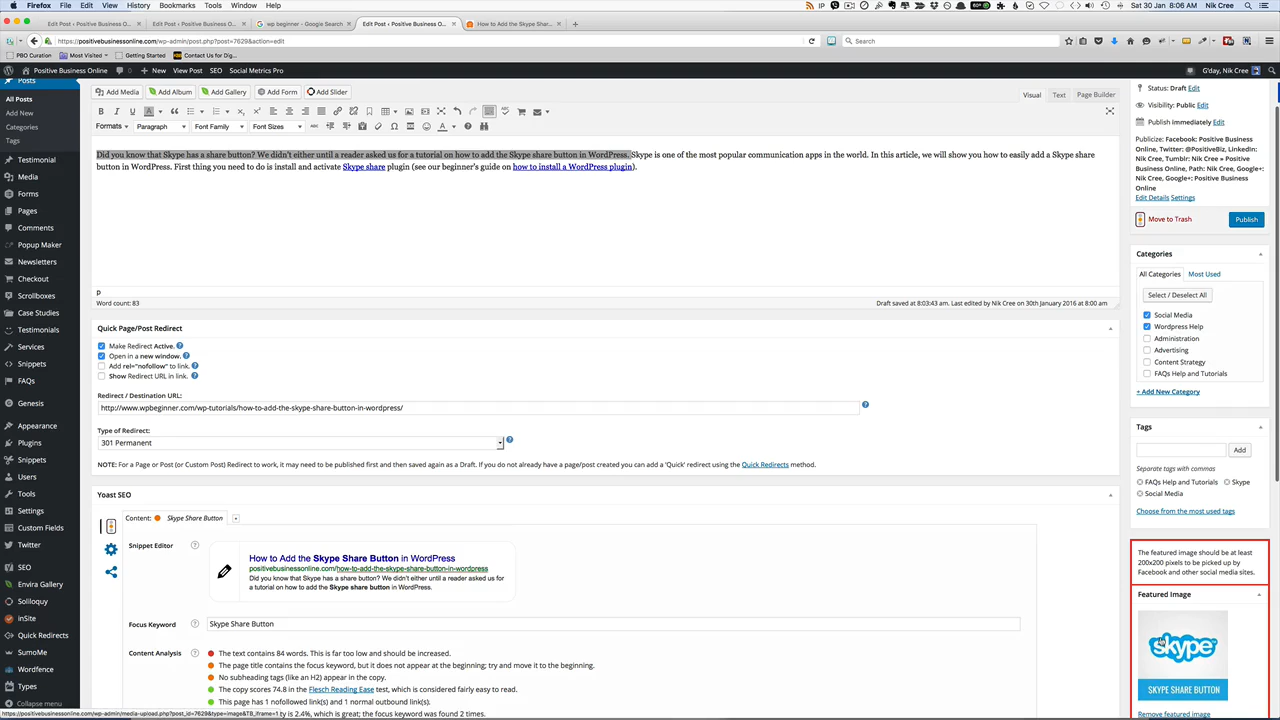 Firefox File Edit View History Bookmarks Tools Window Help
Sat 30 Jan 8:06 AM Nik Cree
Edit Post ‹ Positive Business O...
Edit Post ‹ Positive Business O...
wp beginner - Google Search
Edit Post ‹ Positive Business O...
How to Add the Skype Shar...
https://positivebusinessonline.com/wp-admin/post.php?post=7629&action=edit
Search
PBO Curation Most Visited Getting Started Contact Us for Dig...
Positive Business Online 0 New View Post SEO Social Metrics Pro
G'day, Nik Cree
Posts
All Posts
Add New
Categories
Tags
Testimonial
Media
Forms
Pages
Comments
Popup Maker
Newsletters
Checkout
Scrollboxes
Case Studies
Testimonials
Services
Snippets
FAQs
Genesis
Appearance
Plugins
Snippets
Users
Tools
Settings
Custom Fields
Twitter
SEO
Envira Gallery
Soliloquy
inSite
Quick Redirects
SumoMe
Wordfence
Types
Collapse menu
Add Media Add Album Add Gallery Add Form Add Slider
Visual Text Page Builder
Formats Paragraph Font Family Font Sizes
Did you know that Skype has a share button? We didn't either until a reader asked us for a tutorial on how to add the Skype share button in WordPress. Skype is one of the most popular communication apps in the world. In this article, we will show you how to easily add a Skype share
button in WordPress. First thing you need to do is install and activate Skype share plugin (see our beginner's guide on how to install a WordPress plugin).
p
Word count: 83
Draft saved at 8:03:43 am. Last edited by Nik Cree on 30th January 2016 at 8:00 am
Quick Page/Post Redirect
Make Redirect Active.
Open in a new window.
Add rel="nofollow" to link.
Show Redirect URL in link.
Redirect / Destination URL:
http://www.wpbeginner.com/wp-tutorials/how-to-add-the-skype-share-button-in-wordpress/
Type of Redirect:
301 Permanent
NOTE: For a Page or Post (or Custom Post) Redirect to work, it may need to be published first and then saved again as a Draft. If you do not already have a page/post created you can add a 'Quick' redirect using the Quick Redirects method.
Yoast SEO
Content: Skype Share Button
Snippet Editor
How to Add the Skype Share Button in WordPress
positivebusinessonline.com/how-to-add-the-skype-share-button-in-wordpress
Did you know that Skype has a share button? We didn't either until a reader asked us for
a tutorial on how to add the Skype share button in WordPress.
Focus Keyword
Skype Share Button
Content Analysis
The text contains 84 words. This is far too low and should be increased.
The page title contains the focus keyword, but it does not appear at the beginning; try and move it to the beginning.
No subheading tags (like an H2) appear in the copy.
The copy scores 74.8 in the Flesch Reading Ease test, which is considered fairly easy to read.
This page has 1 nofollowed link(s) and 1 normal outbound link(s).
y is 2.4%, which is great; the focus keyword was found 2 times.
https://positivebusinessonline.com/wp-admin/media-upload.php?post_id=7629&type=image&TB_iframe=1
Status: Draft Edit
Visibility: Public Edit
Publish immediately Edit
Publicize: Facebook: Positive
Business Online, Twitter:
@PositiveBiz, LinkedIn:
Nik Cree, Tumblr: Nik Cree » Positive
Business Online, Path: Nik Cree, Google+:
Nik Cree, Google+: Positive Business
Online
Edit Details Settings
Move to Trash
Publish
Categories
All Categories Most Used
Select / Deselect All
Social Media
Wordpress Help
Administration
Advertising
Content Strategy
FAQs Help and Tutorials
+ Add New Category
Tags
Add
Separate tags with commas
FAQs Help and Tutorials Skype
Social Media
Choose from the most used tags
The featured image should be at least
200x200 pixels to be picked up by
Facebook and other social media sites.
Featured Image
skype
SKYPE SHARE BUTTON
Remove featured image